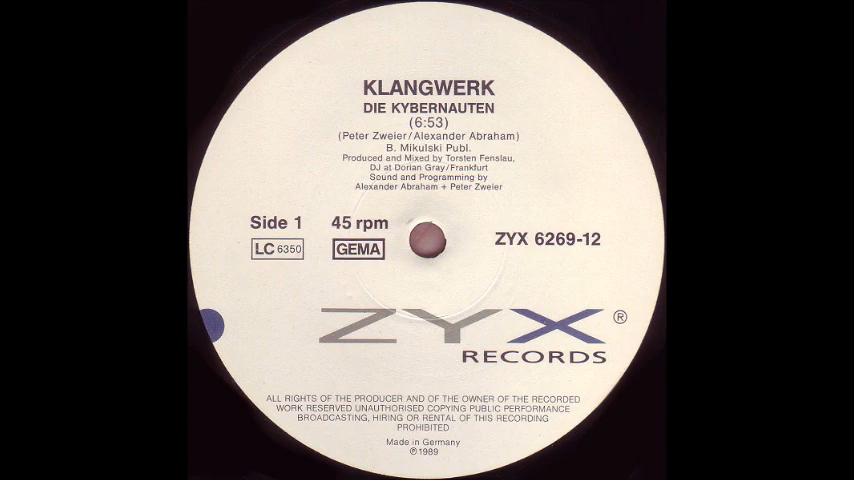 KLANGWERK
DIE KYBERNAUTEN
(6:53)
(Peter Zweier/Alexander Abraham)
B. Mikulski Publ.
Produced and Mixed by Torsten Fenslau,
DJ at Dorian Gray/Frankfurt
Sound and Programming by
Alexander Abraham + Peter Zweier
Side 1 45 rpm
LC 6350 GEMA
ZYX 6269-12
ZYX ®
RECORDS
ALL RIGHTS OF THE PRODUCER AND OF THE OWNER OF THE RECORDED
WORK RESERVED UNAUTHORISED COPYING PUBLIC PERFORMANCE
BROADCASTING, HIRING OR RENTAL OF THIS RECORDING
PROHIBITED
Made in Germany
℗1989